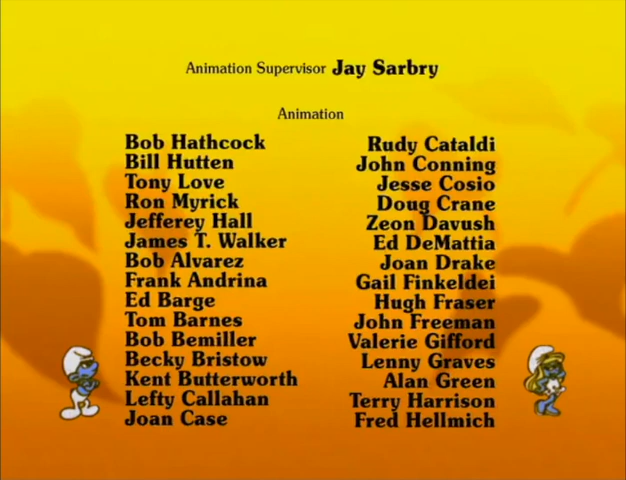 Animation Supervisor Jay Sarbry
Animation
Bob Hathcock
Bill Hutten
Tony Love
Ron Myrick
Jefferey Hall
James T. Walker
Bob Alvarez
Frank Andrina
Ed Barge
Tom Barnes
Bob Bemiller
Becky Bristow
Kent Butterworth
Lefty Callahan
Joan Case
Rudy Cataldi
John Conning
Jesse Cosio
Doug Crane
Zeon Davush
Ed DeMattia
Joan Drake
Gail Finkeldei
Hugh Fraser
John Freeman
Valerie Gifford
Lenny Graves
Alan Green
Terry Harrison
Fred Hellmich